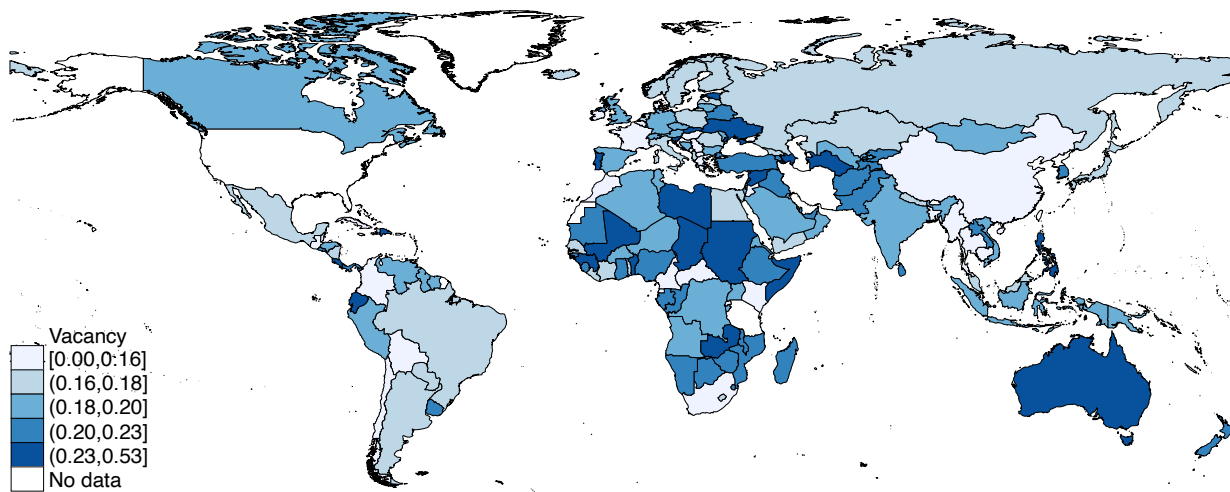 Vacancy
[0.00,0.16]
(0.16,0.18]
(0.18,0.20]
(0.20,0.23]
(0.23,0.53]
No data